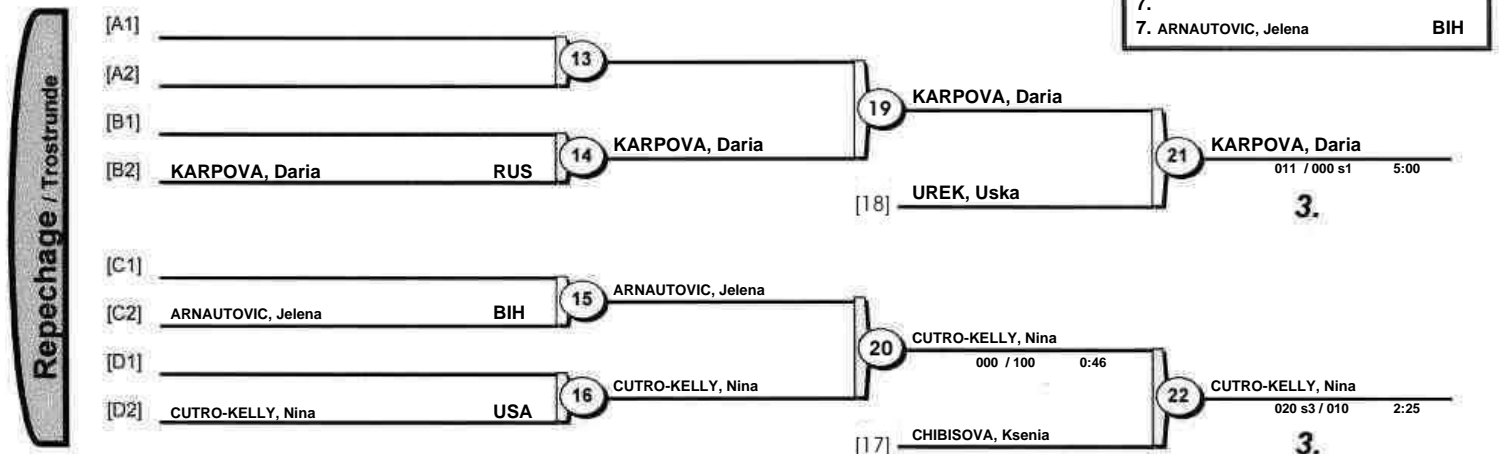 7.
7. ARNAUTOVIC, Jelena BIH
Repechage / Trostrunde
[A1]
13
[A2]
[B1]
19 KARPOVA, Daria
14 KARPOVA, Daria
[B2] KARPOVA, Daria RUS
21 KARPOVA, Daria
011 / 000 s1 5:00
[18] UREK, Uska
3.
[C1]
15 ARNAUTOVIC, Jelena
[C2] ARNAUTOVIC, Jelena BIH
20 CUTRO-KELLY, Nina
000 / 100 0:46
[D1]
16 CUTRO-KELLY, Nina
[D2] CUTRO-KELLY, Nina USA
22 CUTRO-KELLY, Nina
020 s3 / 010 2:25
[17] CHIBISOVA, Ksenia
3.